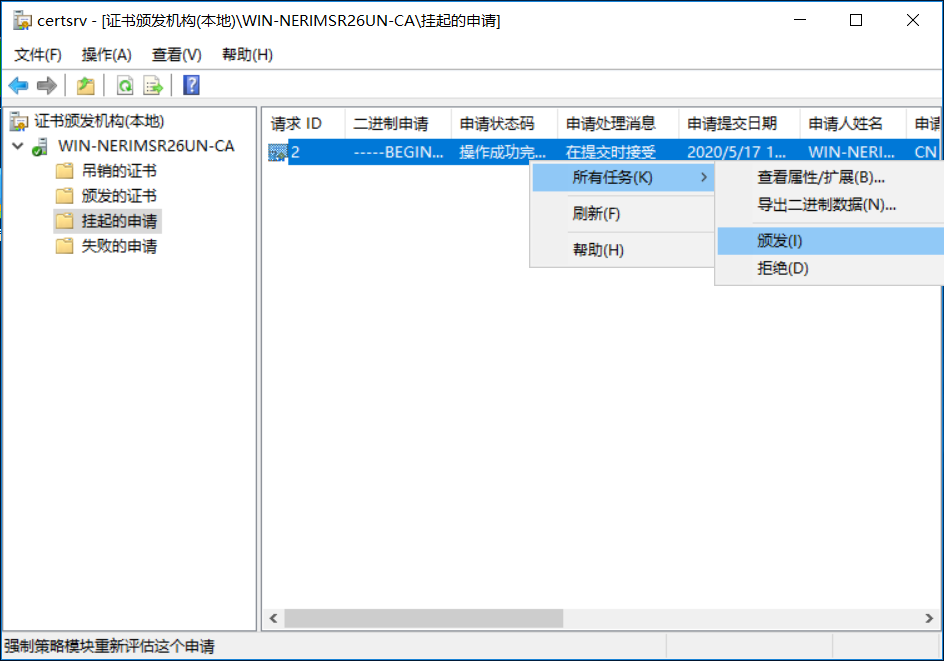 certsrv - [证书颁发机构(本地)\WIN-NERIMSR26UN-CA\挂起的申请]
文件(F) 操作(A) 查看(V) 帮助(H)
证书颁发机构(本地)
WIN-NERIMSR26UN-CA
吊销的证书
颁发的证书
挂起的申请
失败的申请
请求 ID 二进制申请 申请状态码 申请处理消息 申请提交日期 申请人姓名 申请
2 -----BEGIN... 操作成功完... 在提交时接受 2020/5/17 1... WIN-NERI... CN
所有任务(K)
刷新(F)
帮助(H)
查看属性/扩展(B)...
导出二进制数据(N)...
颁发(I)
拒绝(D)
强制策略模块重新评估这个申请